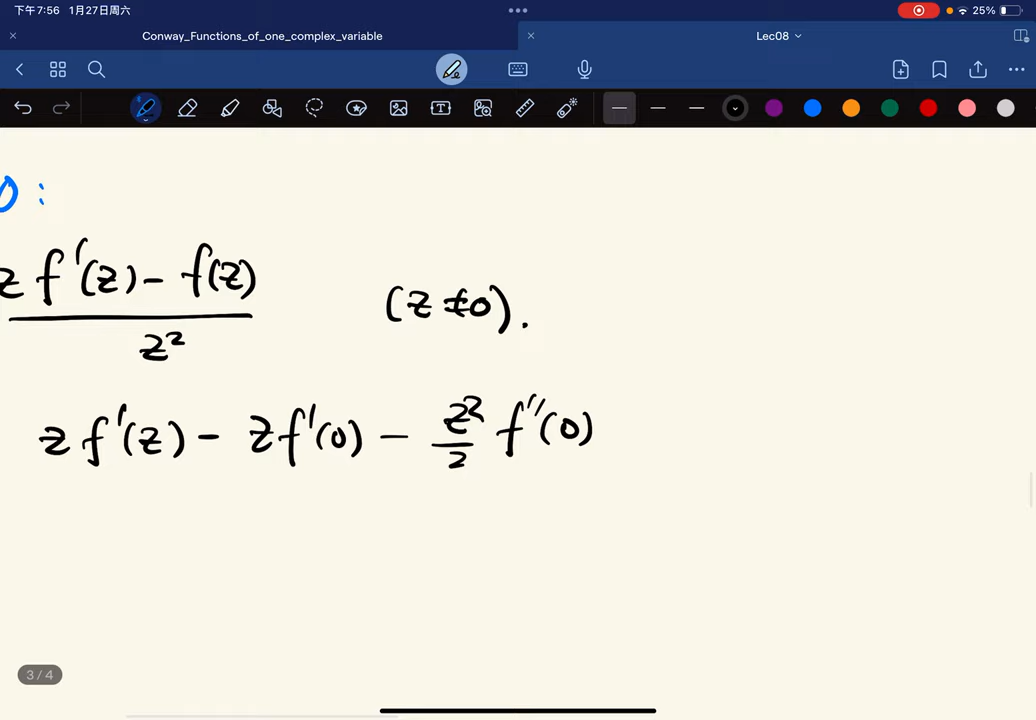 下午7:56 1月27日周六
25%
Conway_Functions_of_one_complex_variable
Lec08
0:
z f'(z) - f(z) / z² (z≠0).
z f'(z) - z f'(0) - z²/2 f''(0)
3 / 4